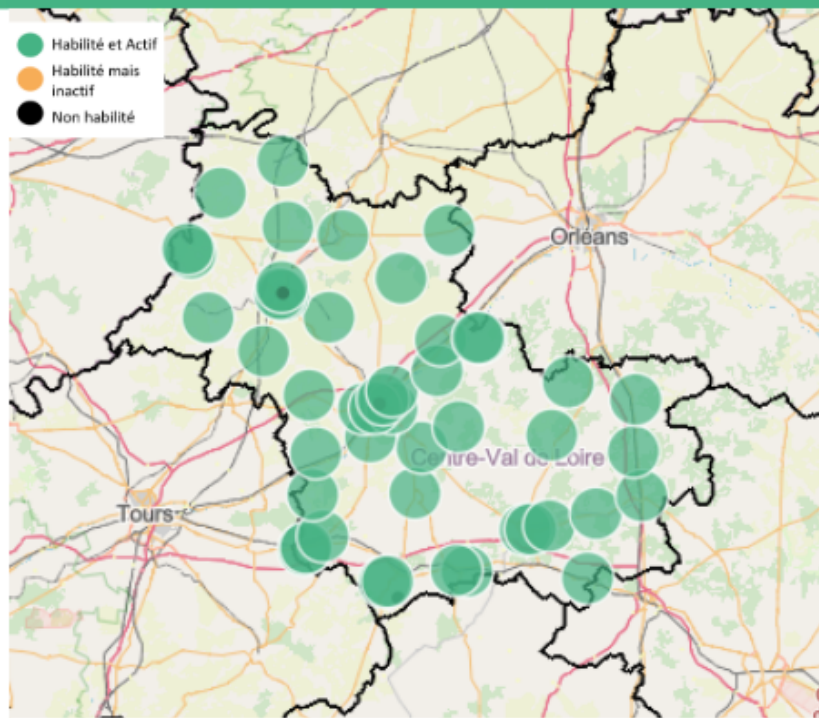 Habilité et Actif
Habilité mais
inactif
Non habilité
Orléans
Centre-Val de Loire
Tours